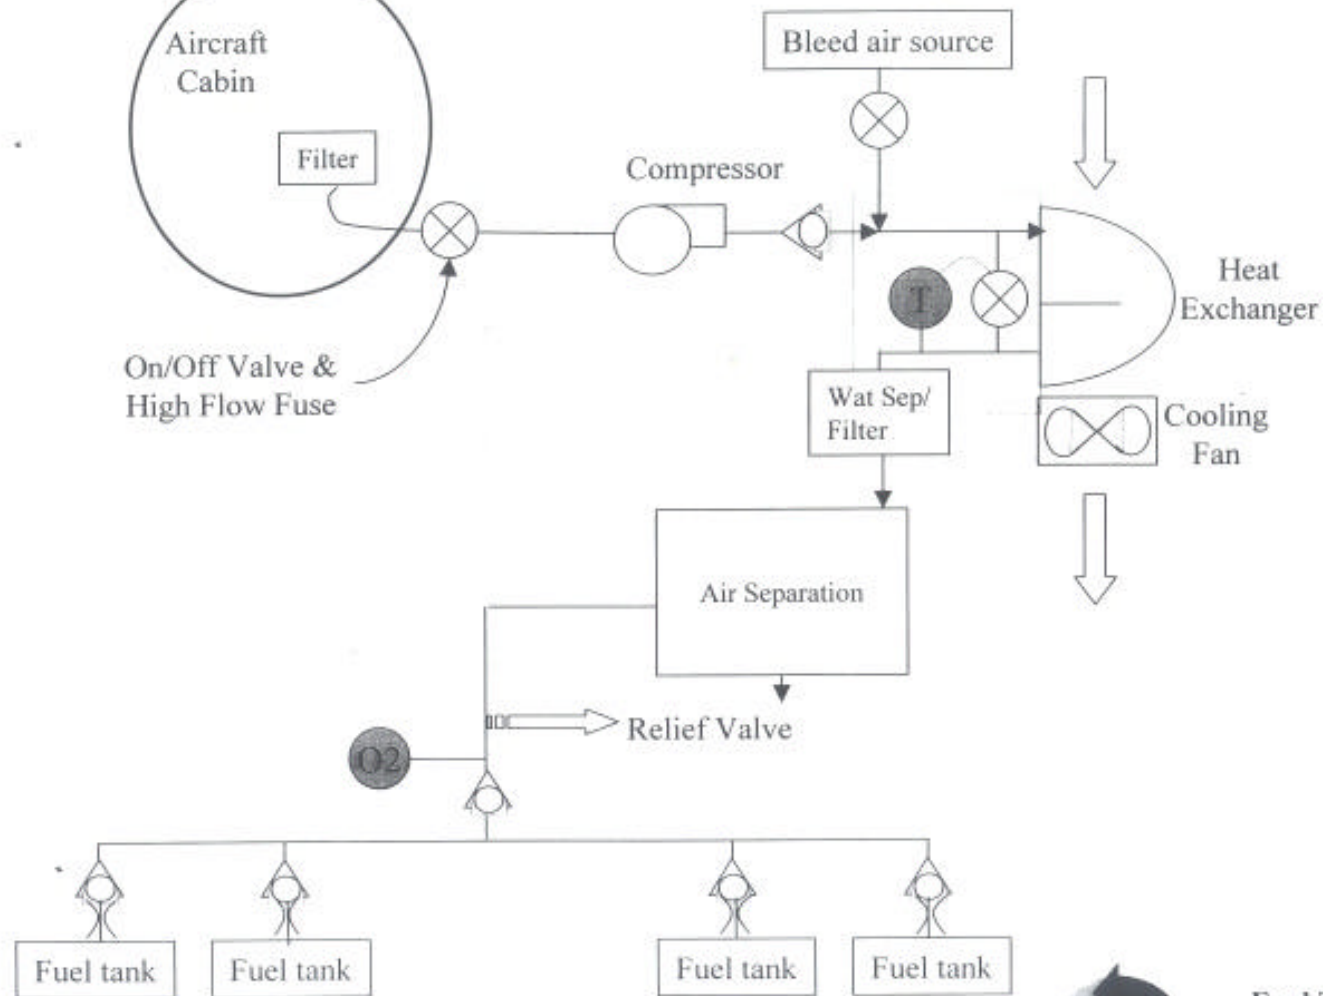 Aircraft
Cabin
Bleed air source
Filter
Compressor
T
Heat
Exchanger
On/Off Valve &
High Flow Fuse
Wat Sep/
Filter
Cooling
Fan
Air Separation
Relief Valve
O2
Fuel tank
Fuel tank
Fuel tank
Fuel tank